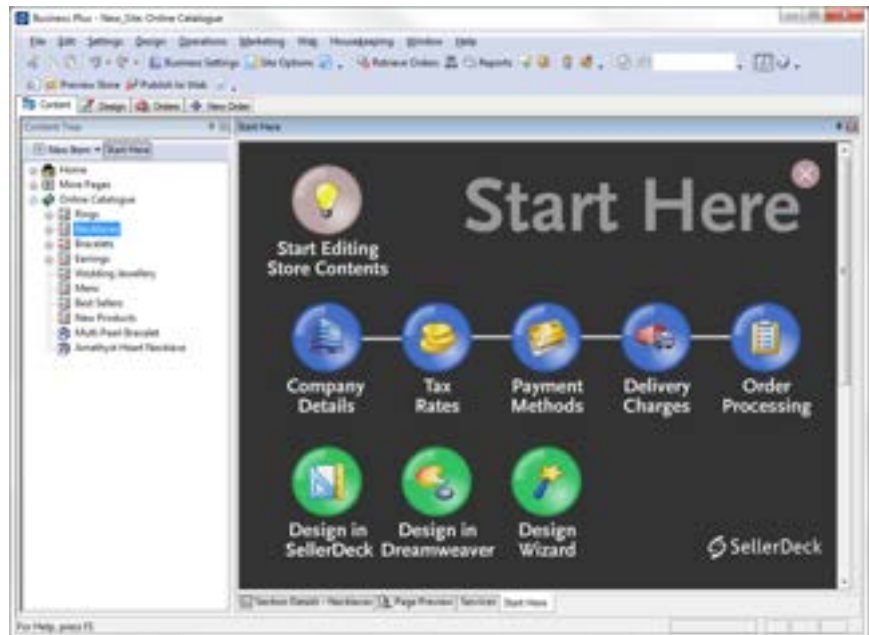 Business Plus - New_Site: Online Catalogue
File Edit Settings Design Operations Marketing Web Housekeeping Window Help
Business Settings Site Options Retrieve Orders Reports
Preview Store Publish to Web
Content Design Orders New Order
Content Tree
Start Here
New Item Start Here
Home
More Pages
Online Catalogue
Rings
Necklaces
Bracelets
Earrings
Wedding Jewellery
Mens
Best Sellers
New Products
Multi Pearl Bracelet
Amethyst Heart Necklace
Start Here
Start Editing
Store Contents
Company
Details
Tax
Rates
Payment
Methods
Delivery
Charges
Order
Processing
Design in
SellerDeck
Design in
Dreamweaver
Design
Wizard
SellerDeck
Section Details - Necklaces Page Preview Services Start Here
For Help, press F1